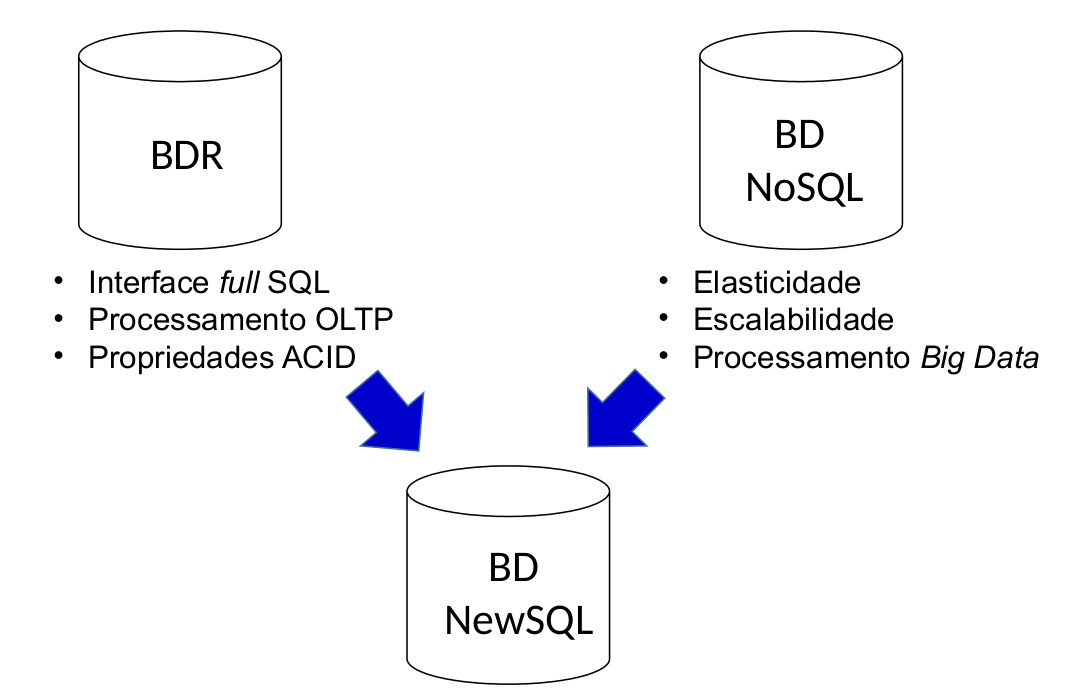 BDR
• Interface full SQL
• Processamento OLTP
• Propriedades ACID
BD
NoSQL
• Elasticidade
• Escalabilidade
• Processamento Big Data
BD
NewSQL